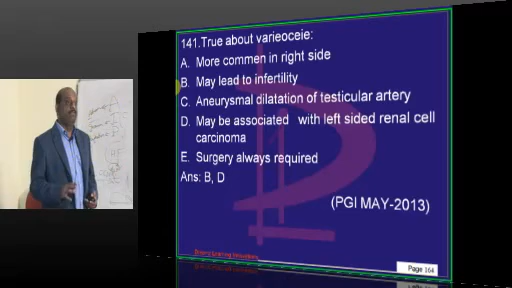 141.True about varieoceie:
A. More commen in right side
B. May lead to infertility
C. Aneurysmal dilatation of testicular artery
D. May be associated with left sided renal cell
carcinoma
E. Surgery always required
Ans: B, D
(PGI MAY-2013)
Page 164